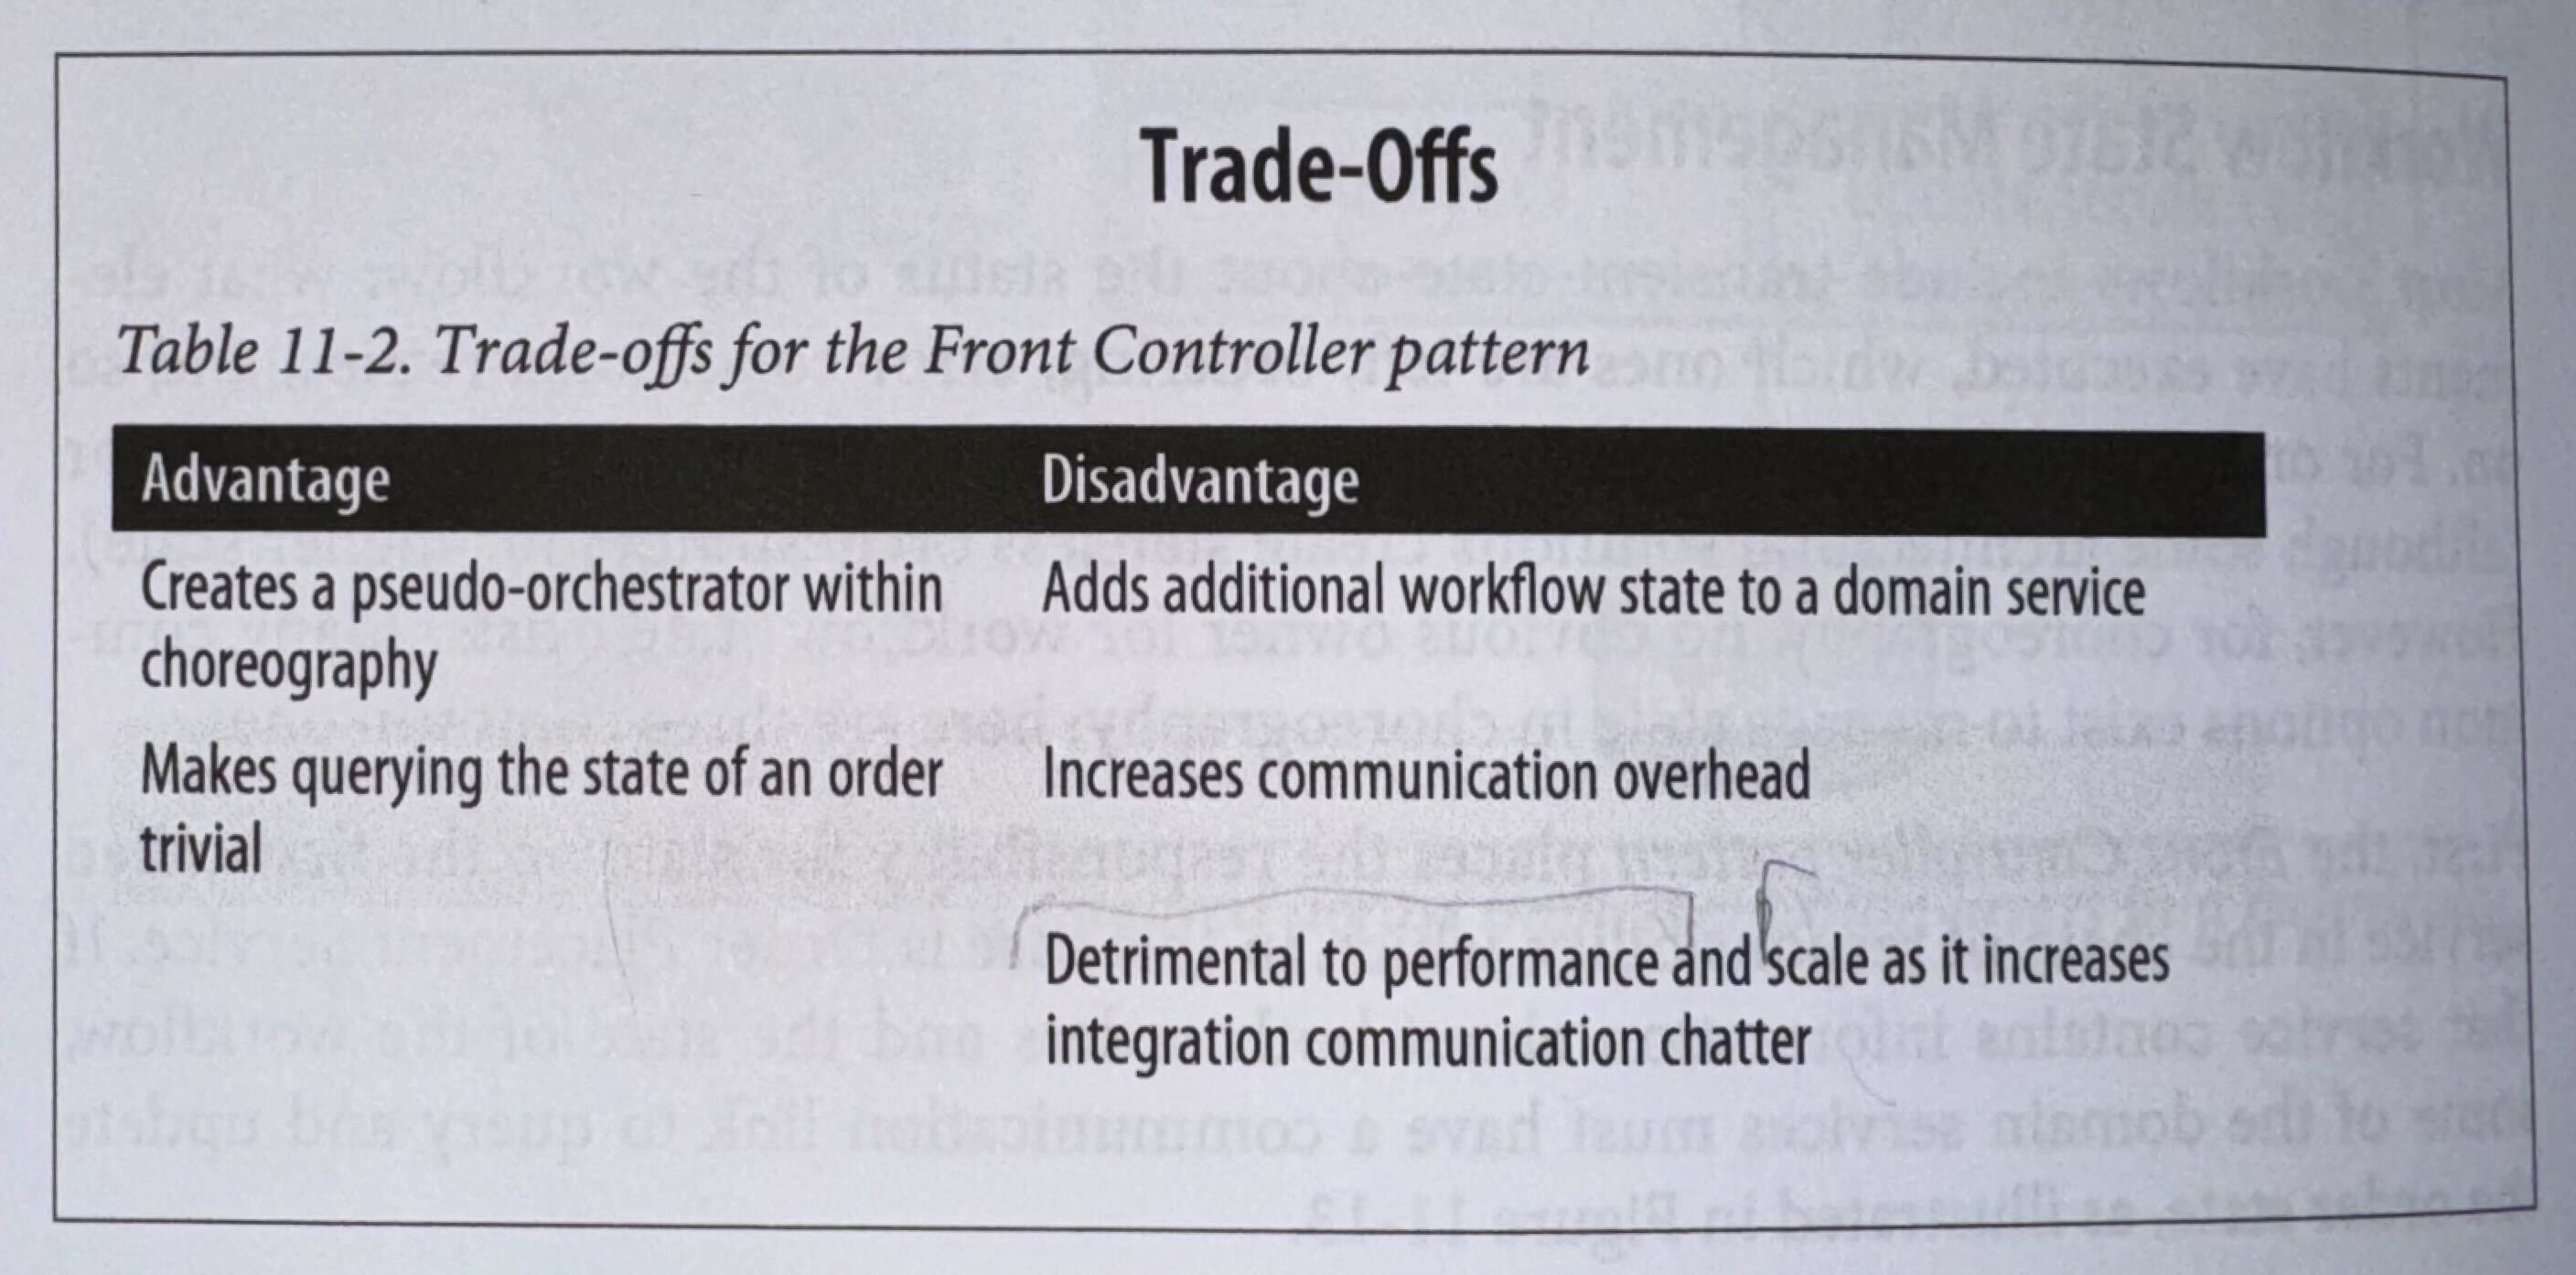 Trade-Offs
Table 11-2. Trade-offs for the Front Controller pattern
Advantage Disadvantage
Creates a pseudo-orchestrator within Adds additional workflow state to a domain service
choreography
Makes querying the state of an order Increases communication overhead
trivial
Detrimental to performance and scale as it increases
integration communication chatter